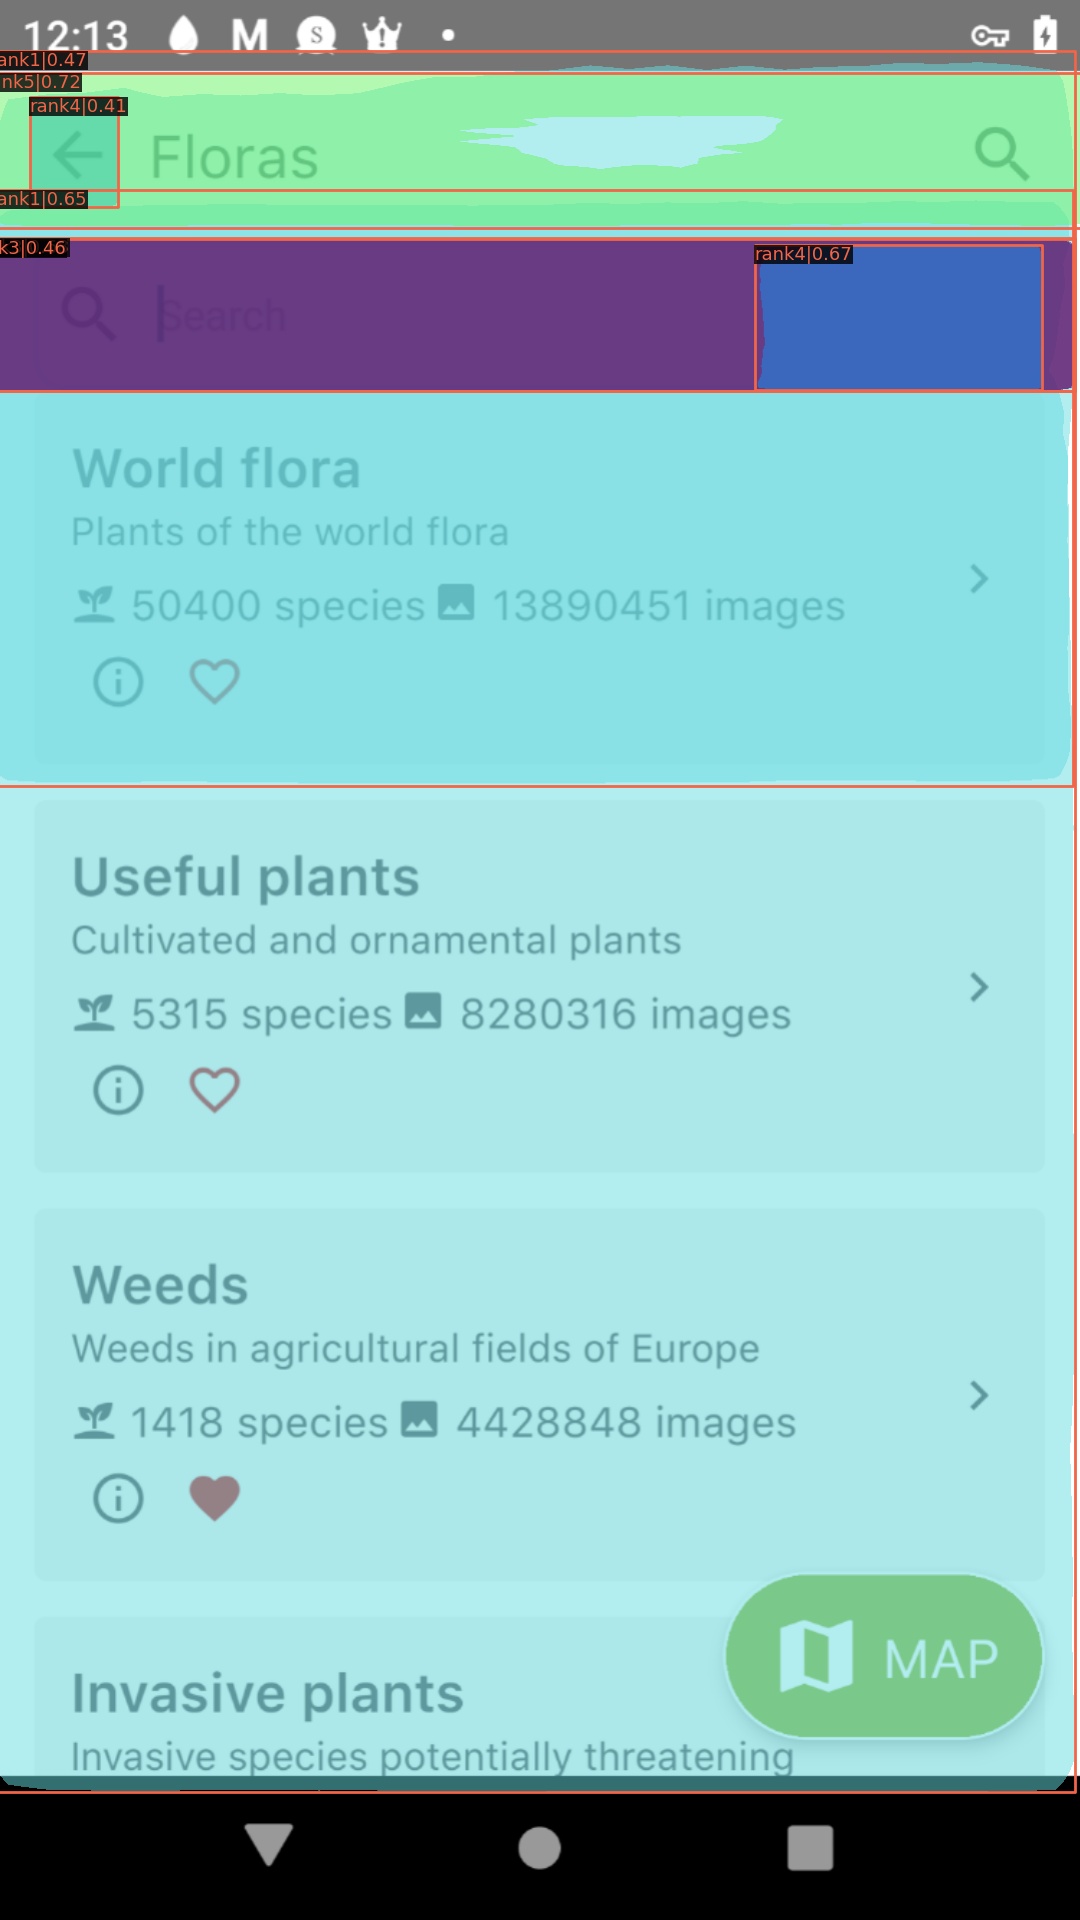 12:13 M S
ank1|0.47
nk5|0.72
rank4|0.41
Floras
ank1|0.65
k3|0.46
rank4|0.67
Search
World flora
Plants of the world flora
50400 species 13890451 images
Useful plants
Cultivated and ornamental plants
5315 species 8280316 images
Weeds
Weeds in agricultural fields of Europe
1418 species 4428848 images
MAP
Invasive plants
Invasive species potentially threatening